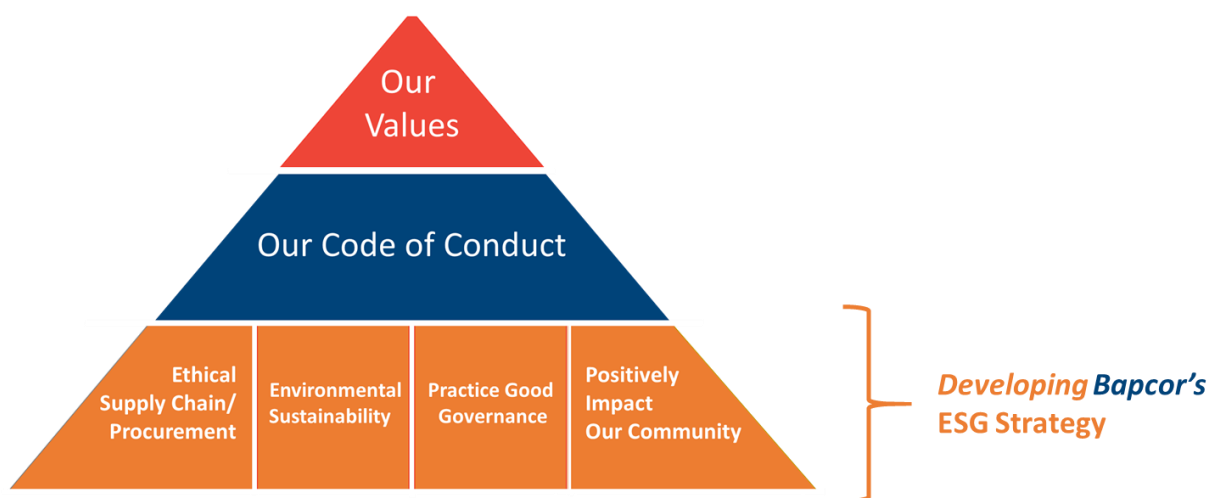 Our
Values
Our Code of Conduct
Ethical
Supply Chain/
Procurement
Environmental
Sustainability
Practice Good
Governance
Positively
Impact
Our Community
Developing Bapcor's
ESG Strategy